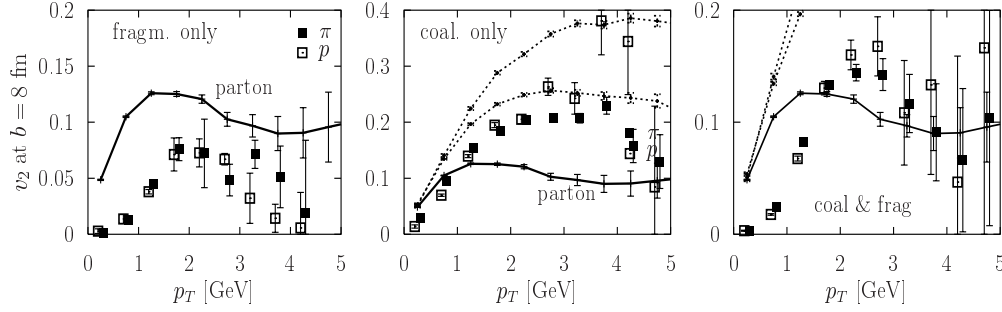 v2 at b = 8 fm
0.2
0.15
0.1
0.05
0
fragm. only
π
p
parton
0 1 2 3 4 5
pT [GeV]
0.4
0.3
0.2
0.1
0
coal. only
π
p
parton
0 1 2 3 4 5
pT [GeV]
0.2
0.1
0
coal & frag
0 1 2 3 4 5
pT [GeV]